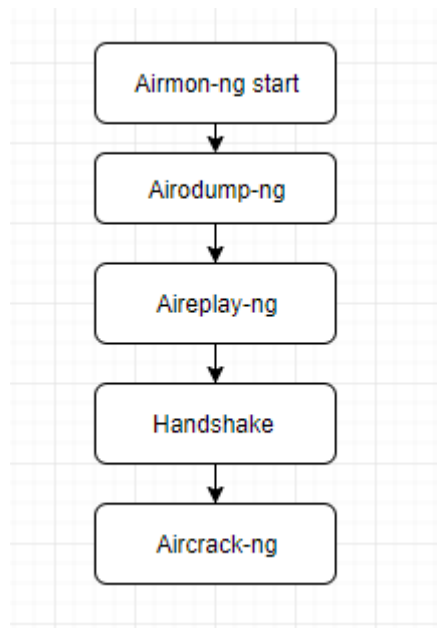 Airmon-ng start
Airodump-ng
Aireplay-ng
Handshake
Aircrack-ng